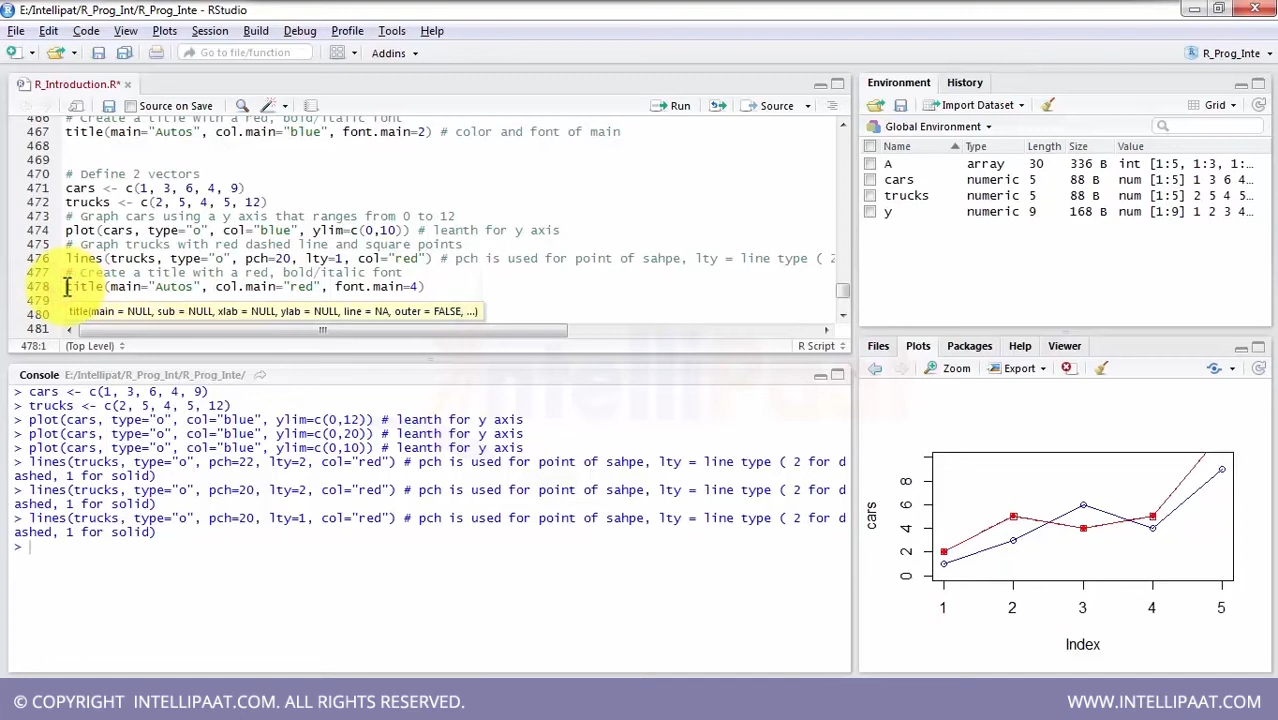 E:/Intellipat/R_Prog_Int/R_Prog_Inte - RStudio
File Edit Code View Plots Session Build Debug Profile Tools Help
Go to file/function Addins R_Prog_Inte
R_Introduction.R*
Source on Save Run Source
466 # Create a title with a red, bold/italic font
467 title(main="Autos", col.main="blue", font.main=2) # color and font of main
468
469
470 # Define 2 vectors
471 cars <- c(1, 3, 6, 4, 9)
472 trucks <- c(2, 5, 4, 5, 12)
473 # Graph cars using a y axis that ranges from 0 to 12
474 plot(cars, type="o", col="blue", ylim=c(0,10)) # leanth for y axis
475 # Graph trucks with red dashed line and square points
476 lines(trucks, type="o", pch=20, lty=1, col="red") # pch is used for point of sahpe, lty = line type ( 2
477 # Create a title with a red, bold/italic font
478 title(main="Autos", col.main="red", font.main=4)
479
480 title(main = NULL, sub = NULL, xlab = NULL, ylab = NULL, line = NA, outer = FALSE, ...)
481
478:1 (Top Level) R Script
Console E:/Intellipat/R_Prog_Int/R_Prog_Inte/
> cars <- c(1, 3, 6, 4, 9)
> trucks <- c(2, 5, 4, 5, 12)
> plot(cars, type="o", col="blue", ylim=c(0,12)) # leanth for y axis
> plot(cars, type="o", col="blue", ylim=c(0,20)) # leanth for y axis
> plot(cars, type="o", col="blue", ylim=c(0,10)) # leanth for y axis
> lines(trucks, type="o", pch=22, lty=2, col="red") # pch is used for point of sahpe, lty = line type ( 2 for d
ashed, 1 for solid)
> lines(trucks, type="o", pch=20, lty=2, col="red") # pch is used for point of sahpe, lty = line type ( 2 for d
ashed, 1 for solid)
> lines(trucks, type="o", pch=20, lty=1, col="red") # pch is used for point of sahpe, lty = line type ( 2 for d
ashed, 1 for solid)
>
Environment History
Import Dataset Grid
Global Environment
Name Type Length Size Value
A array 30 336 B int [1:5, 1:3, 1:...
cars numeric 5 88 B num [1:5] 1 3 6 4...
trucks numeric 5 88 B num [1:5] 2 5 4 5...
y numeric 9 168 B num [1:9] 1 2 3 4...
Files Plots Packages Help Viewer
Zoom Export
8
6
4
2
0
cars
1 2 3 4 5
Index
© COPYRIGHT INTELLIPAAT.COM. ALL RIGHTS RESERVED.
WWW.INTELLIPAAT.COM